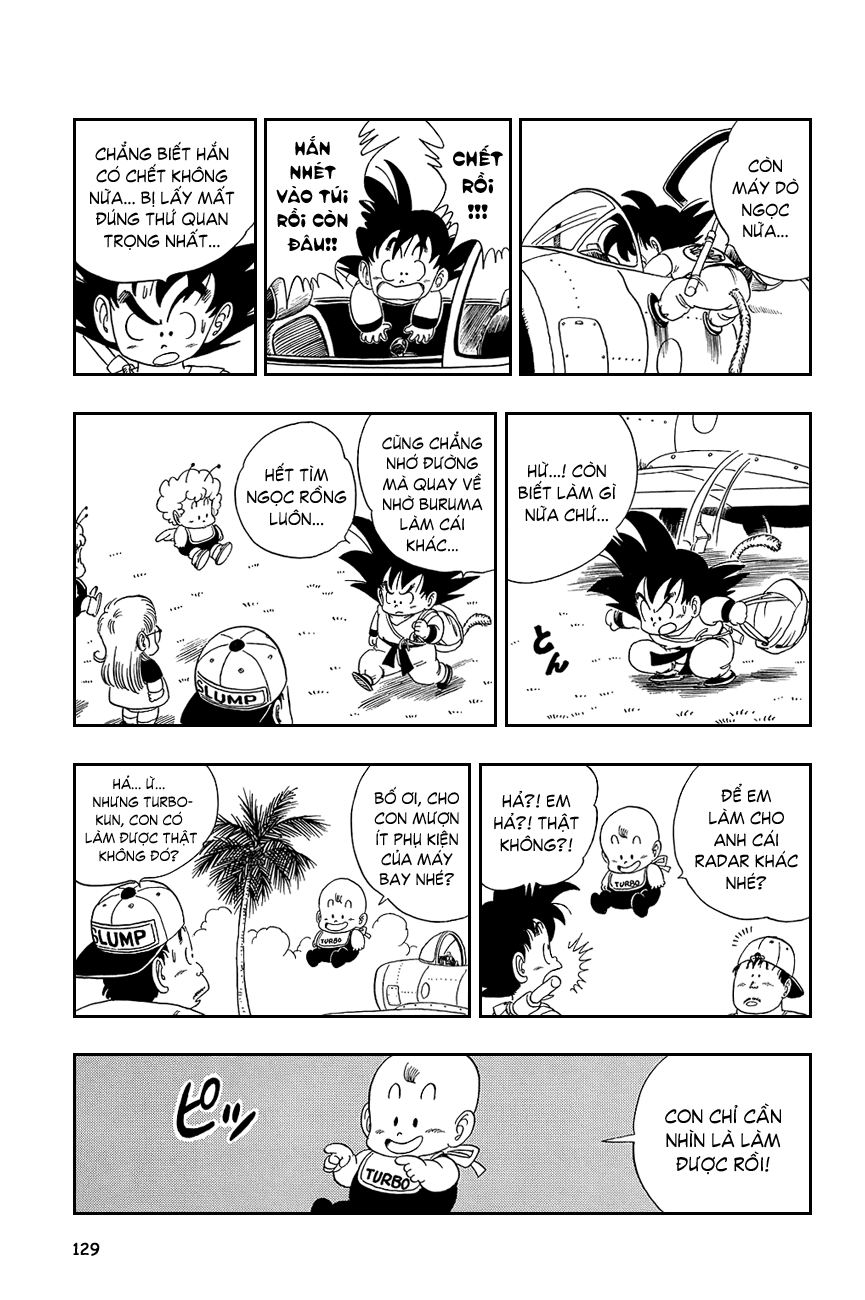 CÒN
MÁY DÒ
NGỌC
NỮA...
CHẾT
RỒI
!!!
HẮN
NHÉT
VÀO TÚI
RỒI CÒN
ĐÂU!!
CHẲNG BIẾT HẮN
CÓ CHẾT KHÔNG
NỮA... BỊ LẤY MẤT
ĐÚNG THỨ QUAN
TRỌNG NHẤT...
HỪ...! CÒN
BIẾT LÀM GÌ
NỮA CHỨ...
とん
CŨNG CHẲNG
NHỚ ĐƯỜNG
MÀ QUAY VỀ
NHỜ BURUMA
LÀM CÁI
KHÁC...
HẾT TÌM
NGỌC RỒNG
LUÔN...
SLUMP
ĐỂ EM
LÀM CHO
ANH CÁI
RADAR KHÁC
NHÉ?
HẢ?! EM
HẢ?! THẬT
KHÔNG?!
TURBO
BỐ ƠI, CHO
CON MƯỢN
ÍT PHỤ KIỆN
CỦA MÁY
BAY NHÉ?
HẢ... Ừ...
NHƯNG TURBO-
KUN, CON CÓ
LÀM ĐƯỢC THẬT
KHÔNG ĐÓ?
TURBO
SLUMP
CON CHỈ CẦN
NHÌN LÀ LÀM
ĐƯỢC RỒI!
ピッ
TURBO
129